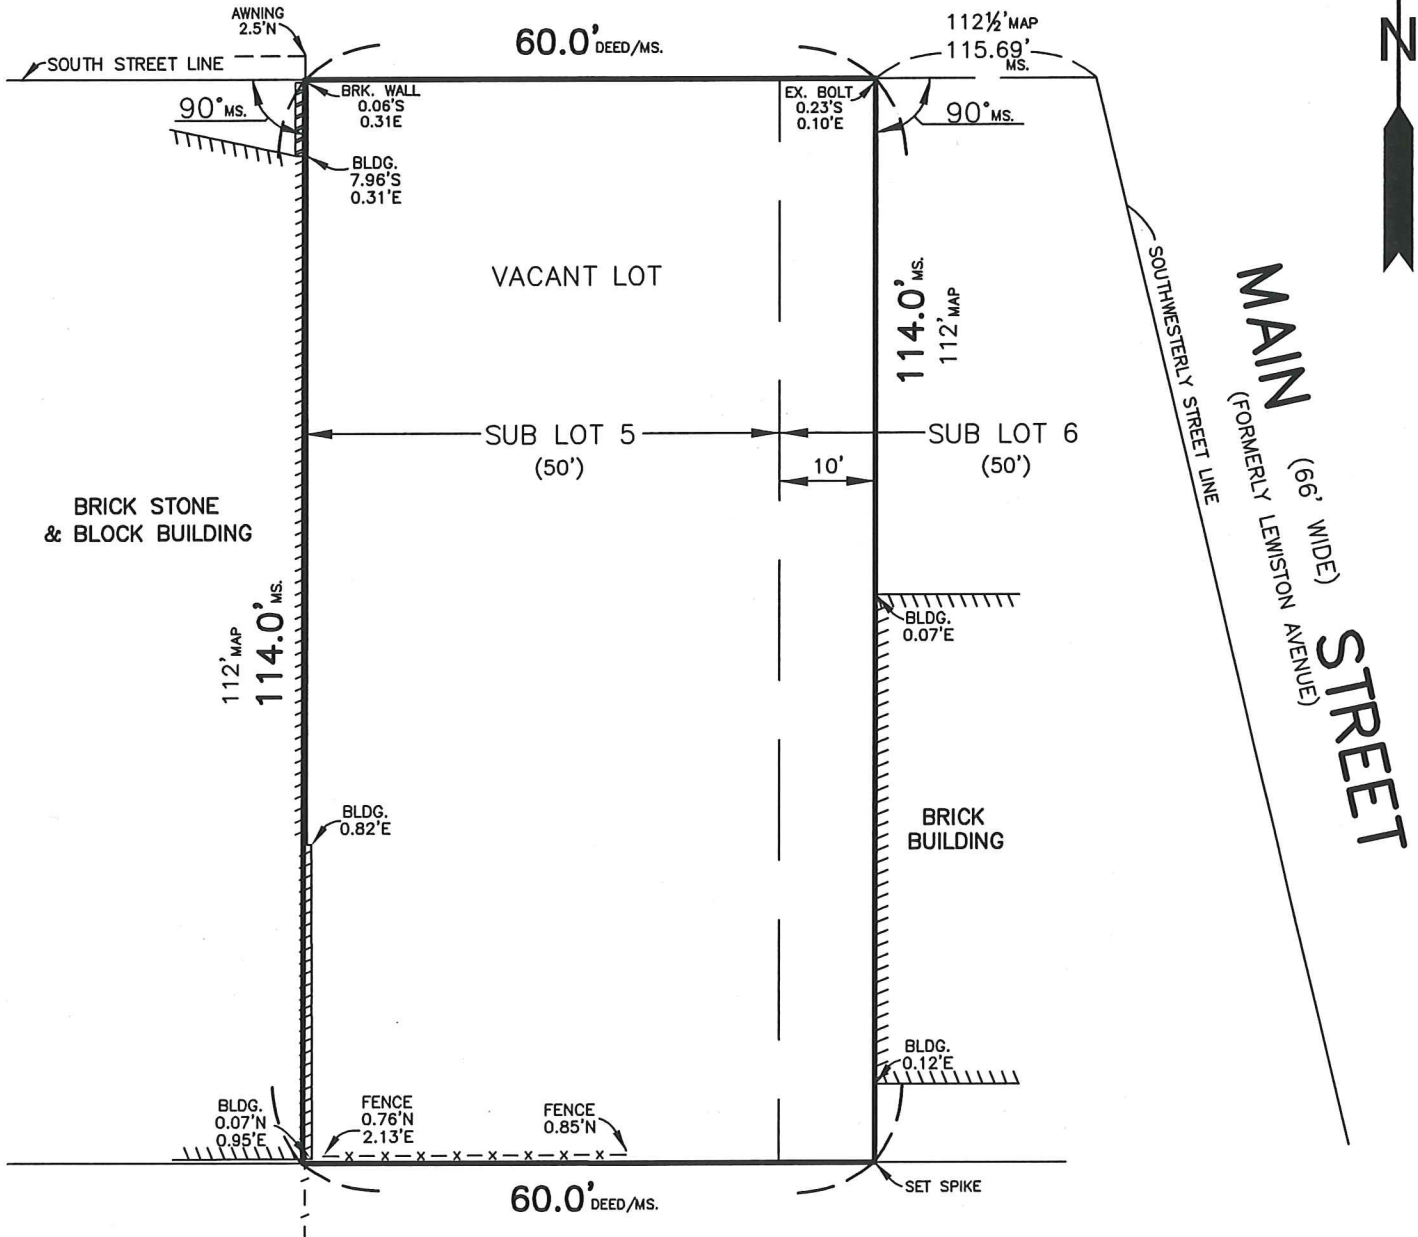 AWNING
2.5'N
SOUTH STREET LINE
60.0' DEED/MS.
112½' MAP
115.69' MS.
N
90° MS.
BRK. WALL
0.06'S
0.31E
EX. BOLT
0.23'S
0.10'E
90° MS.
BLDG.
7.96'S
0.31'E
VACANT LOT
114.0' MS.
112' MAP
SOUTHWESTERLY STREET LINE
MAIN STREET
(66' WIDE)
(FORMERLY LEWISTON AVENUE)
SUB LOT 5
(50')
SUB LOT 6
(50')
10'
BRICK STONE
& BLOCK BUILDING
112' MAP
114.0' MS.
BLDG.
0.07'E
BLDG.
0.82'E
BRICK
BUILDING
BLDG.
0.12'E
BLDG.
0.07'N
0.95'E
FENCE
0.76'N
2.13'E
FENCE
0.85'N
X X X X X X X X
60.0' DEED/MS.
SET SPIKE